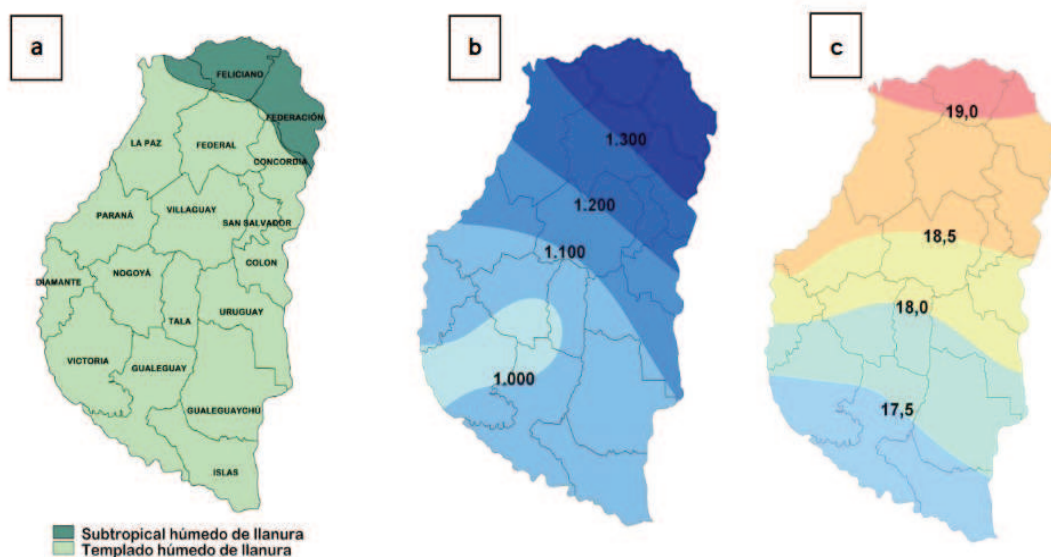 a
FELICIANO
FEDERACIÓN
LA PAZ
FEDERAL
CONCORDIA
PARANÁ
VILLAGUAY
SAN SALVADOR
COLON
DIAMANTE
NOGOYÁ
TALA
URUGUAY
VICTORIA
GUALEGUAY
GUALEGUAYCHÚ
ISLAS
Subtropical húmedo de llanura
Templado húmedo de llanura
b
1.300
1.200
1.100
1.000
c
19,0
18,5
18,0
17,5